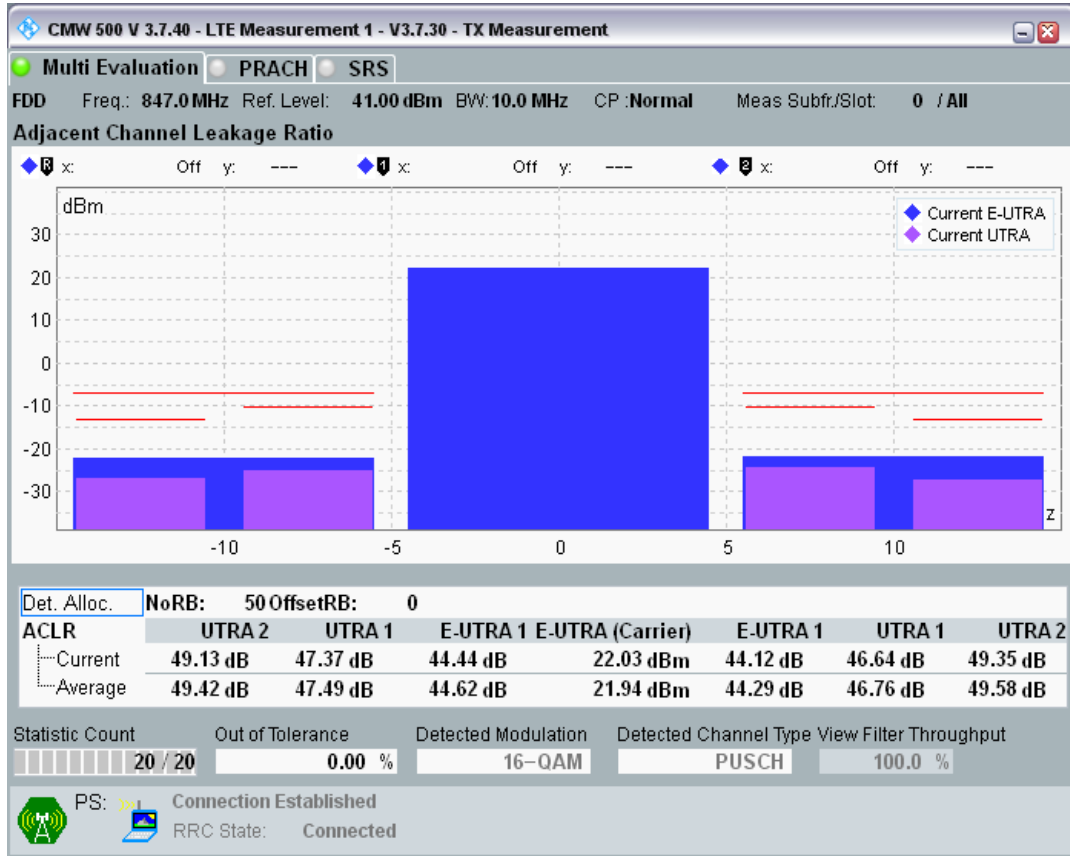 CMW 500 V 3.7.40 - LTE Measurement 1 - V3.7.30 - TX Measurement
Multi Evaluation PRACH SRS
FDD Freq.: 847.0 MHz Ref. Level: 41.00 dBm BW: 10.0 MHz CP :Normal Meas Subfr./Slot: 0 / All
Adjacent Channel Leakage Ratio
R x: Off y: --- 1 x: Off y: --- 2 x: Off y: ---
dBm
Current E-UTRA
Current UTRA
30
20
10
0
-10
-20
-30
z
-10 -5 0 5 10
Det. Alloc. NoRB: 50 OffsetRB: 0
ACLR UTRA 2 UTRA 1 E-UTRA 1 E-UTRA (Carrier) E-UTRA 1 UTRA 1 UTRA 2
Current 49.13 dB 47.37 dB 44.44 dB 22.03 dBm 44.12 dB 46.64 dB 49.35 dB
Average 49.42 dB 47.49 dB 44.62 dB 21.94 dBm 44.29 dB 46.76 dB 49.58 dB
Statistic Count Out of Tolerance Detected Modulation Detected Channel Type View Filter Throughput
20 / 20 0.00 % 16-QAM PUSCH 100.0 %
PS: Connection Established
RRC State: Connected